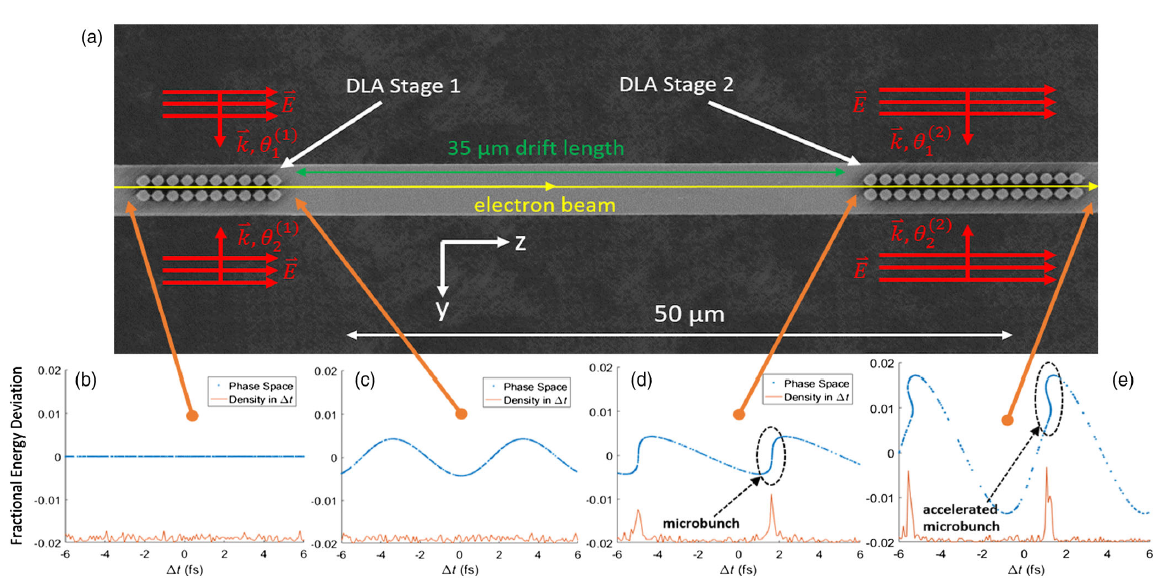 (a)
DLA Stage 1
DLA Stage 2
E⃗
E⃗
E⃗
k⃗, θ₁⁽¹⁾
k⃗, θ₁⁽²⁾
35 μm drift length
electron beam
k⃗, θ₂⁽¹⁾
k⃗, θ₂⁽²⁾
E⃗
E⃗
z
y
50 μm
(b)
Phase Space
Density in Δt
(c)
Phase Space
Density in Δt
(d)
Phase Space
Density in Δt
(e)
Fractional Energy Deviation
0.02
0.01
0
-0.01
-0.02
-6 -4 -2 0 2 4 6
Δt (fs)
0.02
0.01
0
-0.01
-0.02
-6 -4 -2 0 2 4 6
Δt (fs)
0.02
0.01
0
-0.01
-0.02
microbunch
-6 -4 -2 0 2 4 6
Δt (fs)
0.02
0.01
0
-0.01
-0.02
accelerated
microbunch
-6 -4 -2 0 2 4 6
Δt (fs)